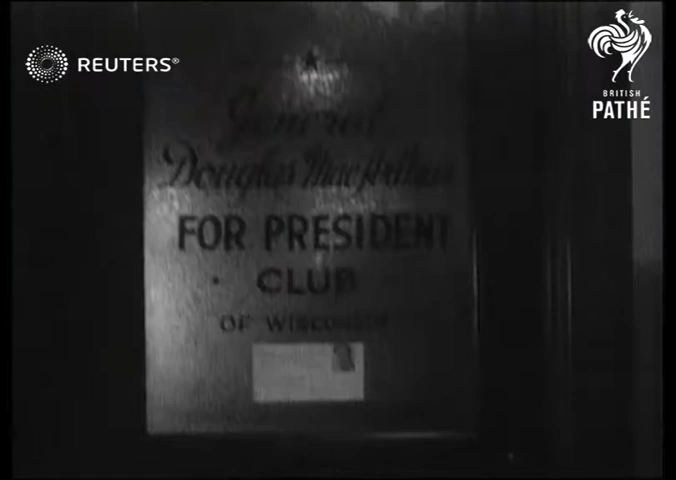 REUTERS®
BRITISH
PATHÉ
General
Douglas MacArthur
FOR PRESIDENT
CLUB
OF WISCONSIN